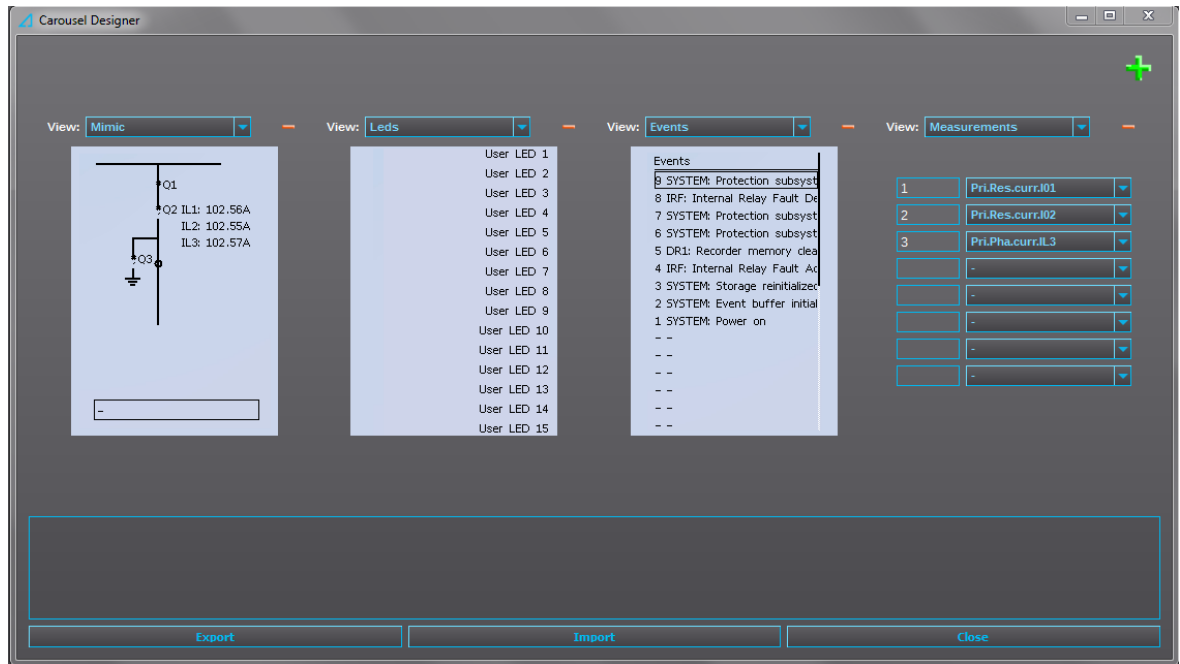 Carousel Designer
View: Mimic
View: Leds
View: Events
View: Measurements
Q1
Q2 IL1: 102.56A
IL2: 102.55A
IL3: 102.57A
Q3
-
User LED 1
User LED 2
User LED 3
User LED 4
User LED 5
User LED 6
User LED 7
User LED 8
User LED 9
User LED 10
User LED 11
User LED 12
User LED 13
User LED 14
User LED 15
Events
9 SYSTEM: Protection subsyst
8 IRF: Internal Relay Fault De
7 SYSTEM: Protection subsyst
6 SYSTEM: Protection subsyst
5 DR1: Recorder memory clea
4 IRF: Internal Relay Fault Ac
3 SYSTEM: Storage reinitialized
2 SYSTEM: Event buffer initial
1 SYSTEM: Power on
- -
- -
- -
- -
- -
- -
1 Pri.Res.curr.I01
2 Pri.Res.curr.I02
3 Pri.Pha.curr.IL3
-
-
-
-
-
Export
Import
Close